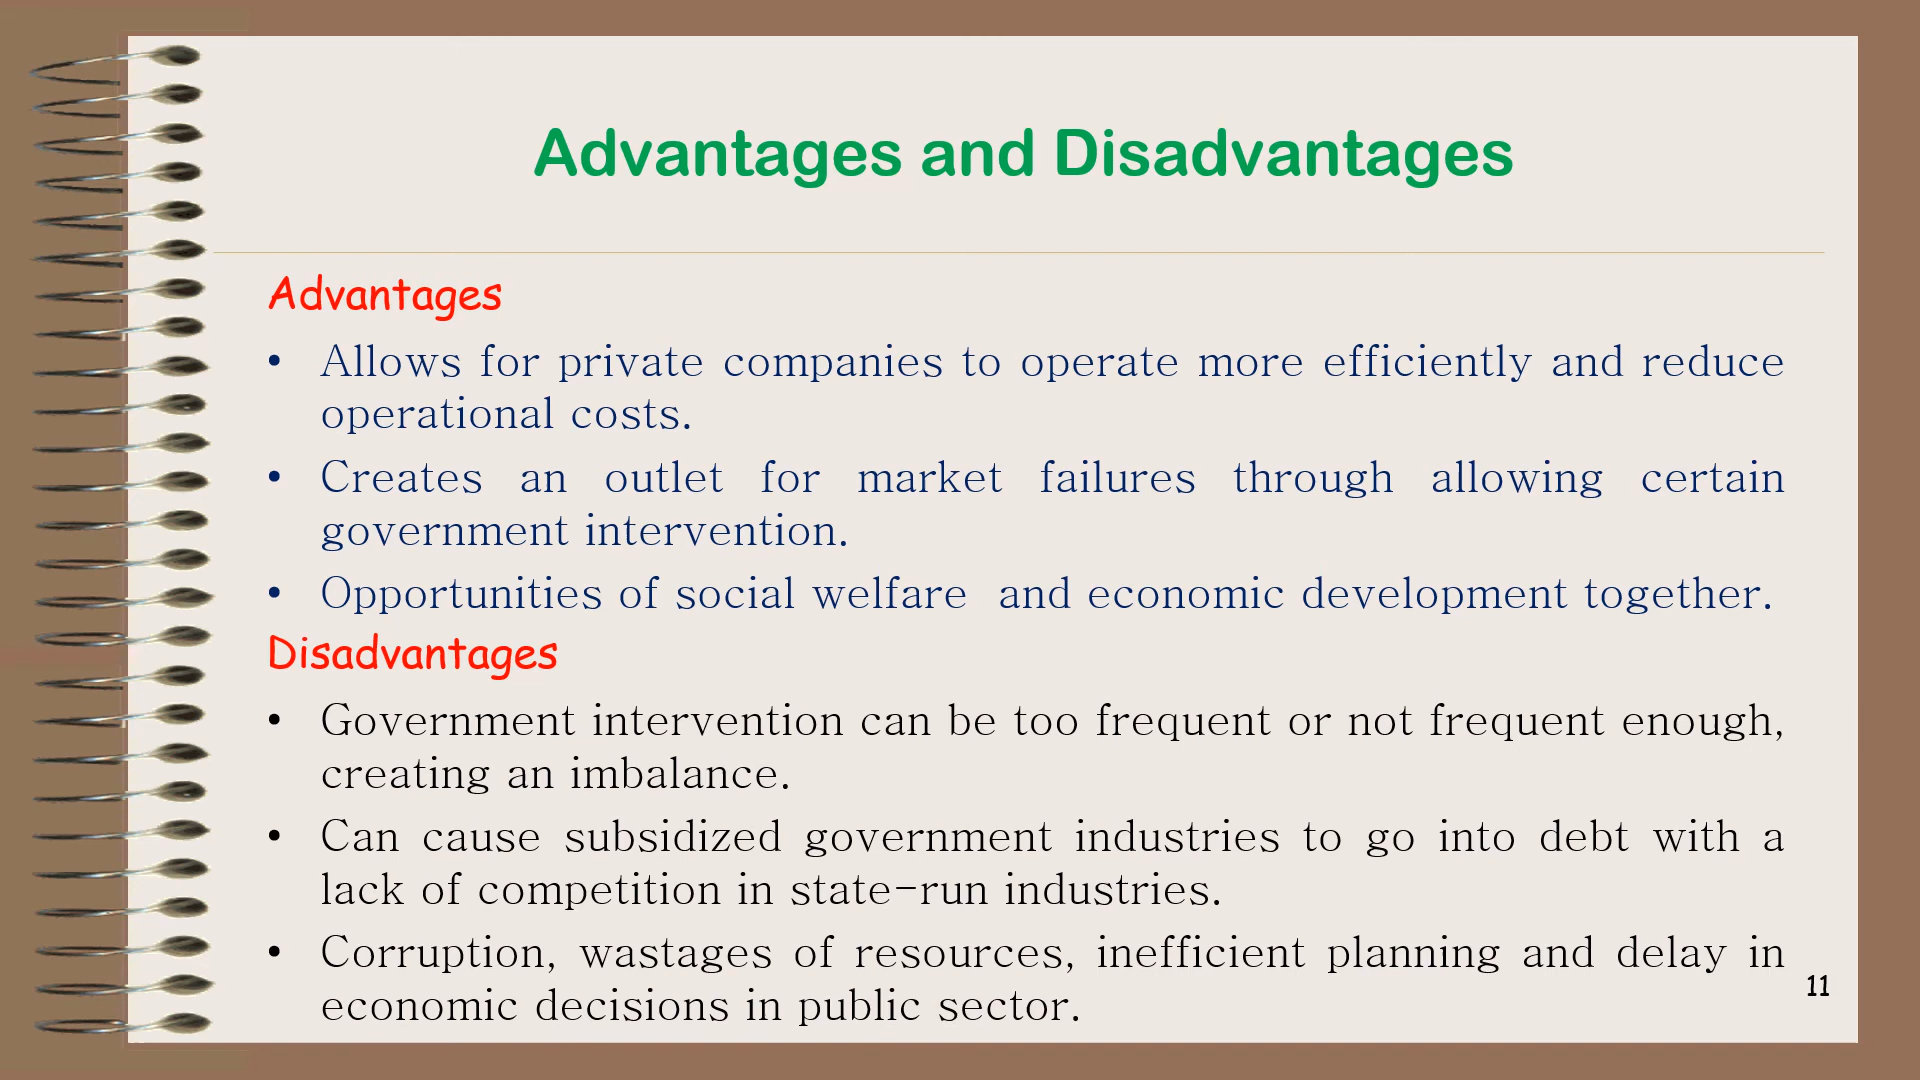 Advantages and Disadvantages
Advantages
• Allows for private companies to operate more efficiently and reduce
operational costs.
• Creates an outlet for market failures through allowing certain
government intervention.
• Opportunities of social welfare  and economic development together.
Disadvantages
• Government intervention can be too frequent or not frequent enough,
creating an imbalance.
• Can cause subsidized government industries to go into debt with a
lack of competition in state-run industries.
• Corruption, wastages of resources, inefficient planning and delay in
economic decisions in public sector.
11